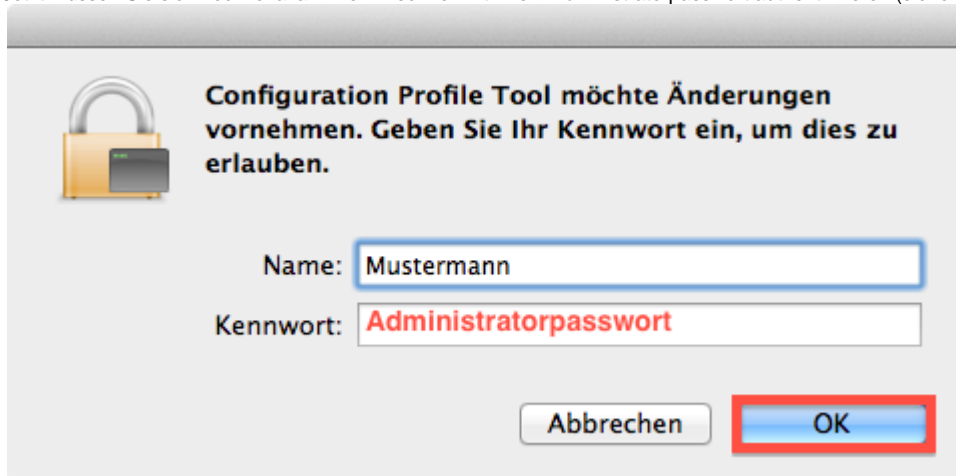 Configuration Profile Tool möchte Änderungen
vornehmen. Geben Sie Ihr Kennwort ein, um dies zu
erlauben.
Name: Mustermann
Kennwort: Administratorpasswort
Abbrechen OK